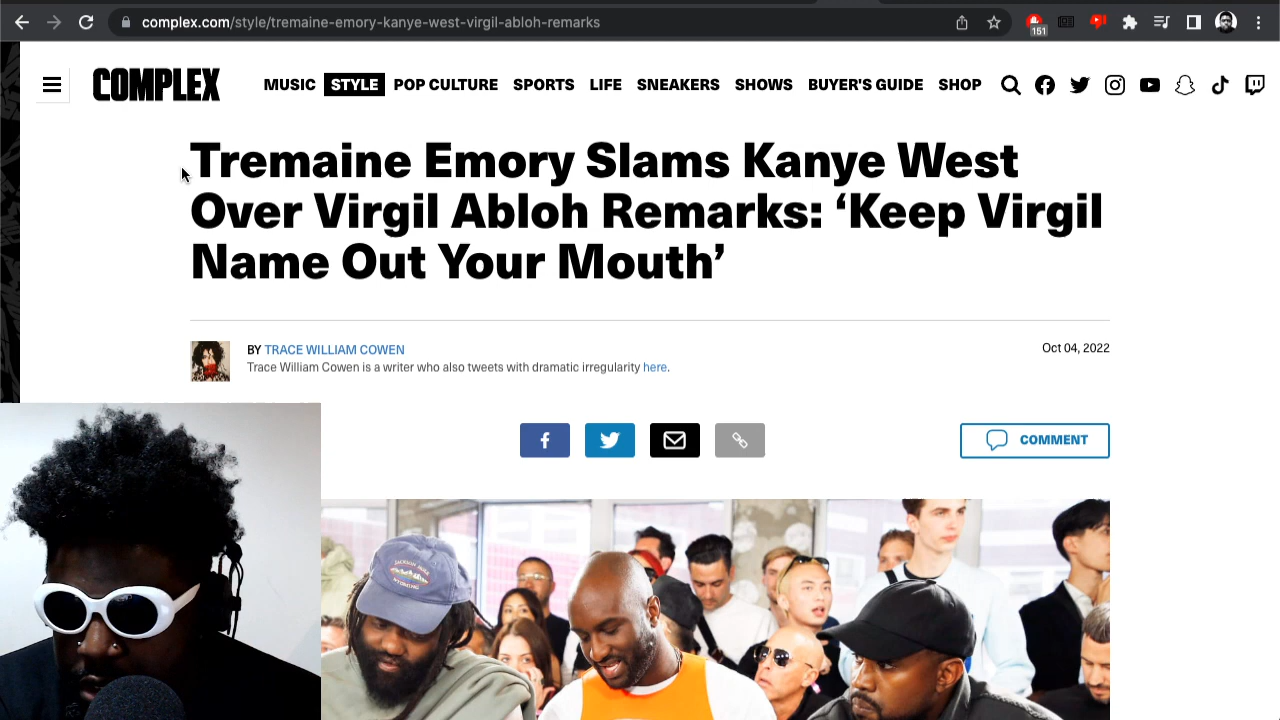 complex.com/style/tremaine-emory-kanye-west-virgil-abloh-remarks
151
COMPLEX MUSIC STYLE POP CULTURE SPORTS LIFE SNEAKERS SHOWS BUYER'S GUIDE SHOP
Tremaine Emory Slams Kanye West
Over Virgil Abloh Remarks: ‘Keep Virgil
Name Out Your Mouth’
BY TRACE WILLIAM COWEN
Oct 04, 2022
Trace William Cowen is a writer who also tweets with dramatic irregularity here.
COMMENT
JACKSON HOLE
WYOMING